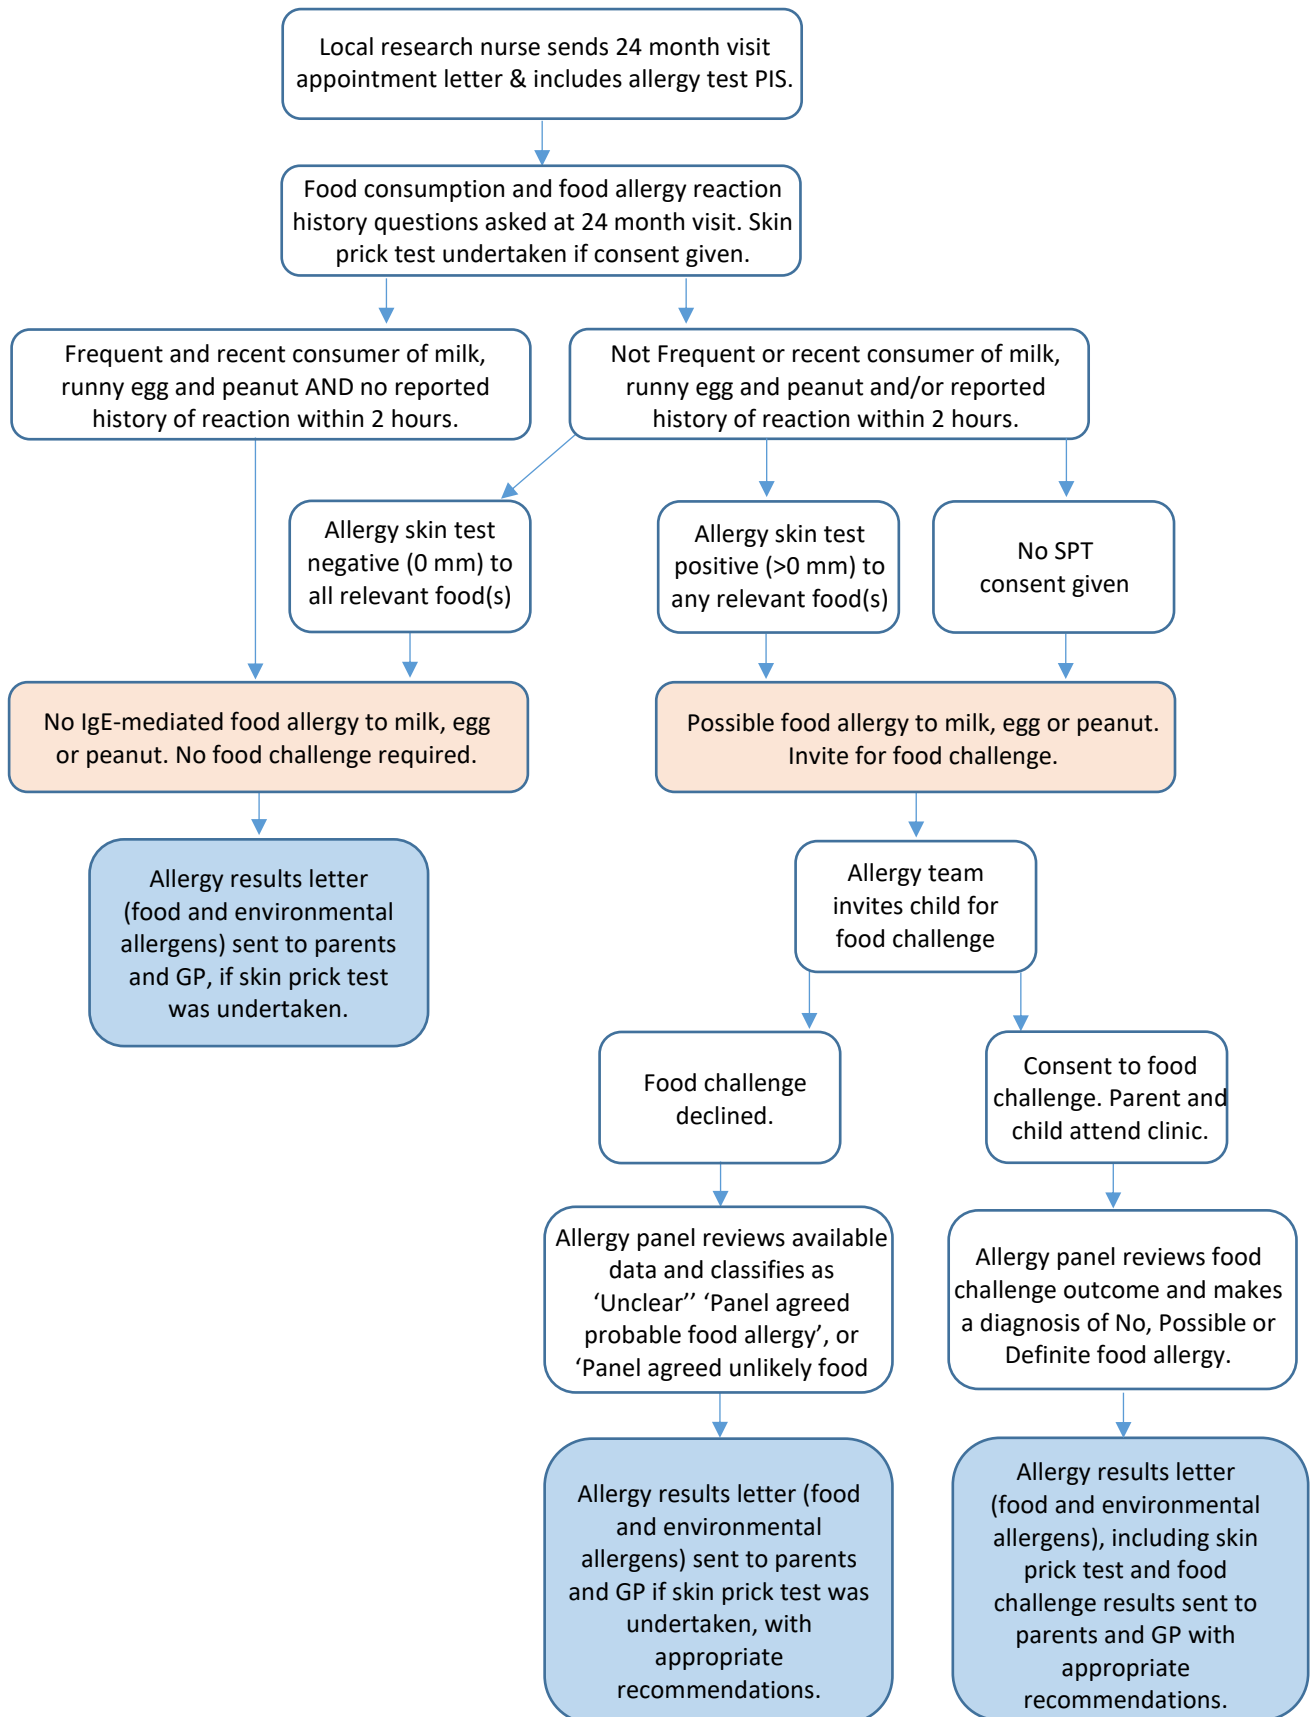 Local research nurse sends 24 month visit
appointment letter & includes allergy test PIS.
Food consumption and food allergy reaction
history questions asked at 24 month visit. Skin
prick test undertaken if consent given.
Frequent and recent consumer of milk,
runny egg and peanut AND no reported
history of reaction within 2 hours.
Not Frequent or recent consumer of milk,
runny egg and peanut and/or reported
history of reaction within 2 hours.
Allergy skin test
negative (0 mm) to
all relevant food(s)
Allergy skin test
positive (>0 mm) to
any relevant food(s)
No SPT
consent given
No IgE-mediated food allergy to milk, egg
or peanut. No food challenge required.
Possible food allergy to milk, egg or peanut.
Invite for food challenge.
Allergy results letter
(food and environmental
allergens) sent to parents
and GP, if skin prick test
was undertaken.
Allergy team
invites child for
food challenge
Food challenge
declined.
Consent to food
challenge. Parent and
child attend clinic.
Allergy panel reviews available
data and classifies as
‘Unclear’’ ‘Panel agreed
probable food allergy’, or
‘Panel agreed unlikely food
Allergy panel reviews food
challenge outcome and makes
a diagnosis of No, Possible or
Definite food allergy.
Allergy results letter (food
and environmental
allergens) sent to parents
and GP if skin prick test was
undertaken, with
appropriate
recommendations.
Allergy results letter
(food and environmental
allergens), including skin
prick test and food
challenge results sent to
parents and GP with
appropriate
recommendations.